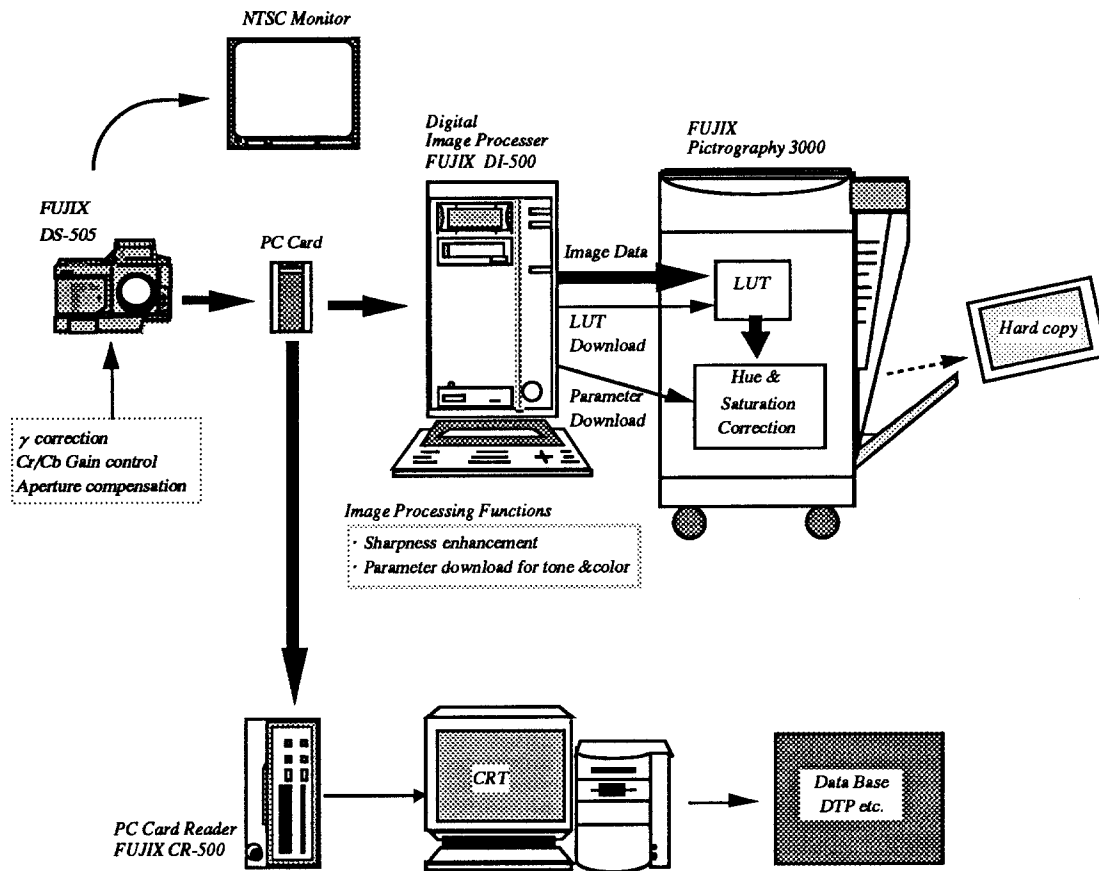 NTSC Monitor
Digital
Image Processer
FUJIX DI-500
FUJIX
Pictrography 3000
FUJIX
DS-505
PC Card
Image Data
LUT
LUT
Download
Hard copy
Parameter
Download
Hue &
Saturation
Correction
γ correction
Cr/Cb Gain control
Aperture compensation
Image Processing Functions
· Sharpness enhancement
· Parameter download for tone &color
CRT
Data Base
DTP etc.
PC Card Reader
FUJIX CR-500